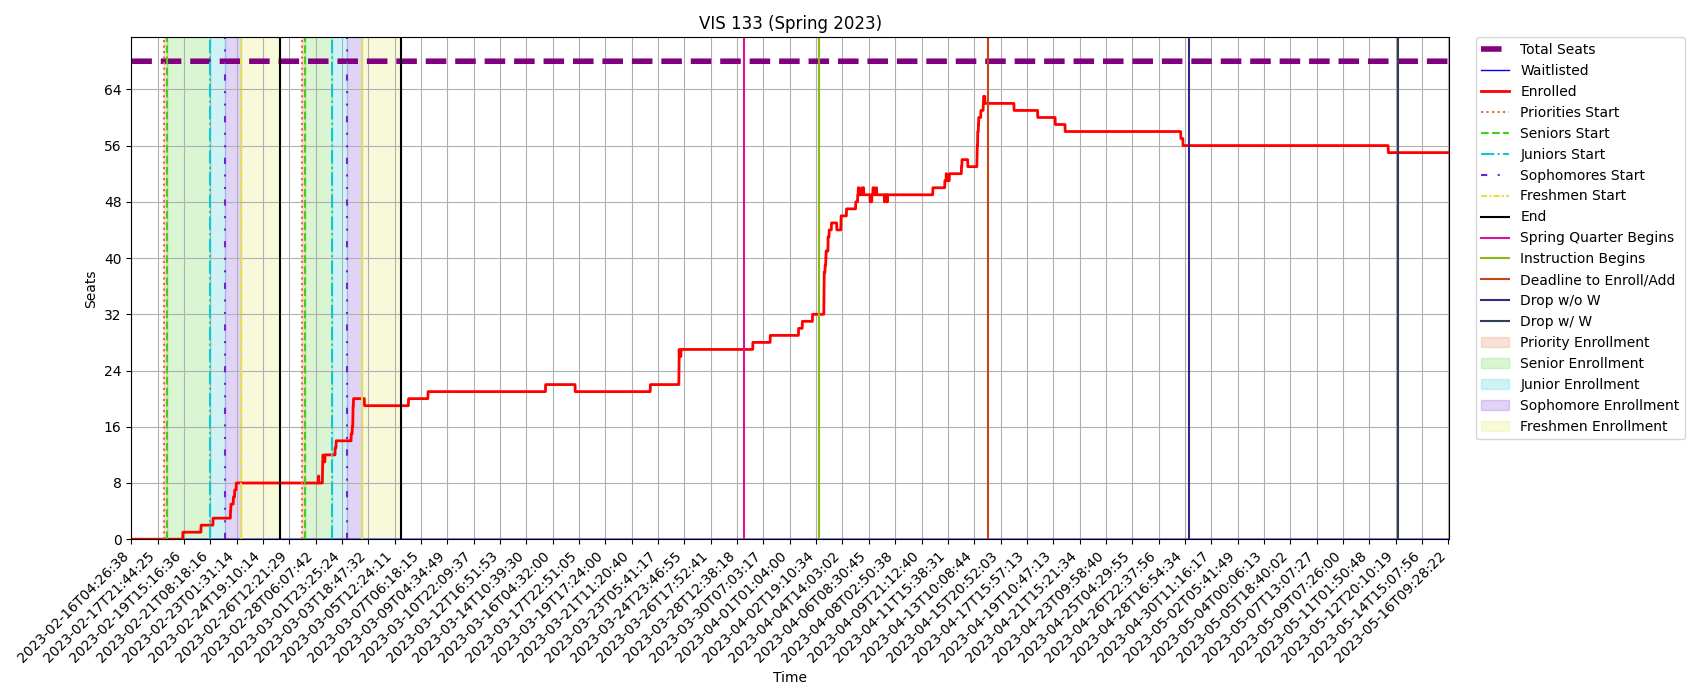 VIS 133 (Spring 2023)
Seats
64
56
48
40
32
24
16
8
0
2023-02-16T04:26:38
2023-02-17T21:44:25
2023-02-19T15:16:36
2023-02-21T08:18:16
2023-02-23T01:31:14
2023-02-24T19:10:14
2023-02-26T12:21:29
2023-02-28T06:07:42
2023-03-01T23:25:24
2023-03-03T18:47:32
2023-03-05T12:24:11
2023-03-07T06:18:15
2023-03-09T04:34:49
2023-03-10T22:09:37
2023-03-12T16:51:53
2023-03-14T10:39:30
2023-03-16T04:32:00
2023-03-17T22:51:05
2023-03-19T17:24:00
2023-03-21T11:20:40
2023-03-23T05:41:17
2023-03-24T23:46:55
2023-03-26T17:52:41
2023-03-28T12:38:18
2023-03-30T07:03:17
2023-04-01T01:04:00
2023-04-02T19:10:34
2023-04-04T14:03:02
2023-04-06T08:30:45
2023-04-08T02:50:38
2023-04-09T21:12:40
2023-04-11T15:38:31
2023-04-13T10:08:44
2023-04-15T20:52:03
2023-04-17T15:57:13
2023-04-19T10:47:13
2023-04-21T15:21:34
2023-04-23T09:58:40
2023-04-25T04:29:55
2023-04-26T22:37:56
2023-04-28T16:54:34
2023-04-30T11:16:17
2023-05-02T05:41:49
2023-05-04T00:06:13
2023-05-05T18:40:02
2023-05-07T13:07:27
2023-05-09T07:26:00
2023-05-11T01:50:48
2023-05-12T20:10:19
2023-05-14T15:07:56
2023-05-16T09:28:22
Time
Total Seats
Waitlisted
Enrolled
Priorities Start
Seniors Start
Juniors Start
Sophomores Start
Freshmen Start
End
Spring Quarter Begins
Instruction Begins
Deadline to Enroll/Add
Drop w/o W
Drop w/ W
Priority Enrollment
Senior Enrollment
Junior Enrollment
Sophomore Enrollment
Freshmen Enrollment